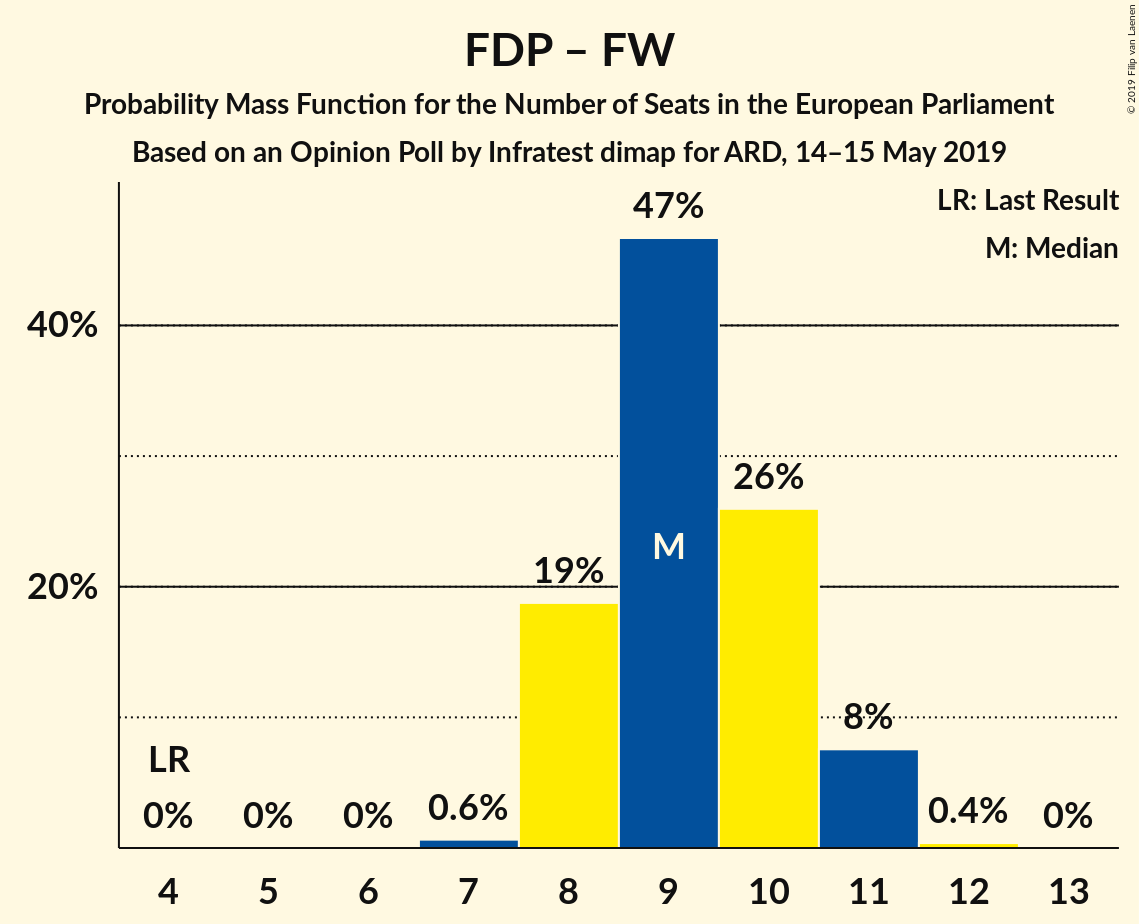 FDP – FW
Probability Mass Function for the Number of Seats in the European Parliament
Based on an Opinion Poll by Infratest dimap for ARD, 14–15 May 2019
© 2019 Filip van Laenen
LR: Last Result
M: Median
47%
40%
26%
M
19%
20%
8%
LR
0%
0%
0%
0.6%
0.4%
0%
4 5 6 7 8 9 10 11 12 13